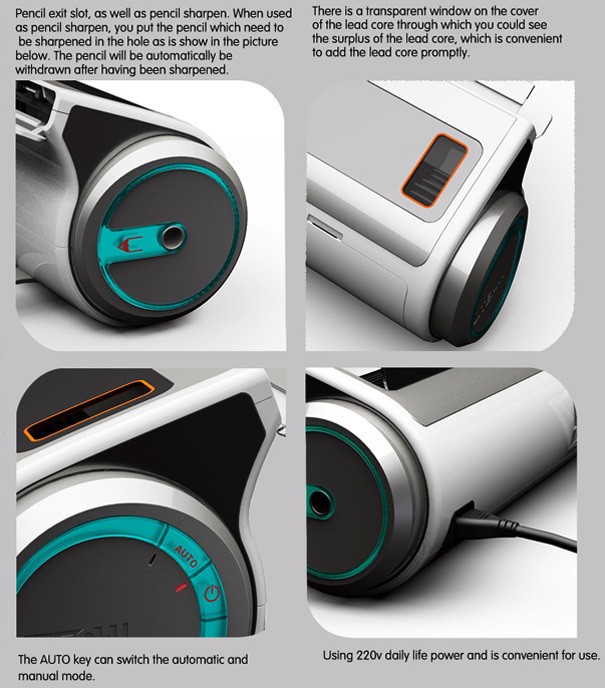 Pencil exit slot, as well as pencil sharpen. When used
as pencil sharpen, you put the pencil which need to
be sharpened in the hole as is show in the picture
below. The pencil will be automatically be
withdrawn after having been sharpened.
There is a transparent window on the cover
of the lead core through which you could see
the surplus of the lead core, which is convenient
to add the lead core promptly.
AUTO
The AUTO key can switch the automatic and
manual mode.
Using 220v daily life power and is convenient for use.